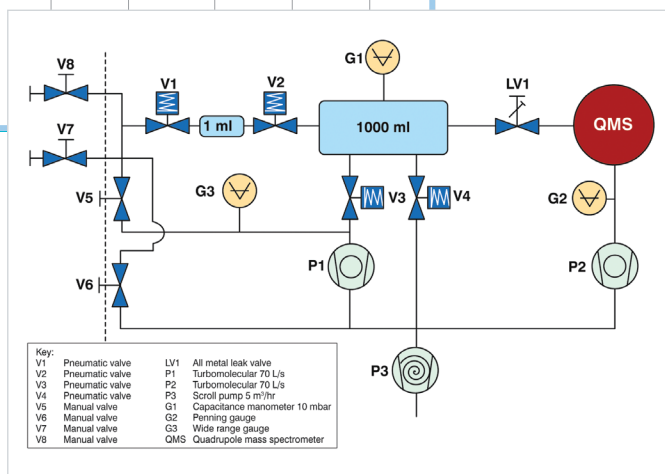 V8
V1
V2
G1
LV1
1 ml
1000 ml
QMS
V7
V5
G3
V3
V4
G2
V6
P1
P2
P3
Key:
V1 Pneumatic valve LV1 All metal leak valve
V2 Pneumatic valve P1 Turbomolecular 70 L/s
V3 Pneumatic valve P2 Turbomolecular 70 L/s
V4 Pneumatic valve P3 Scroll pump 5 m³/hr
V5 Manual valve G1 Capacitance manometer 10 mbar
V6 Manual valve G2 Penning gauge
V7 Manual valve G3 Wide range gauge
V8 Manual valve QMS Quadrupole mass spectrometer